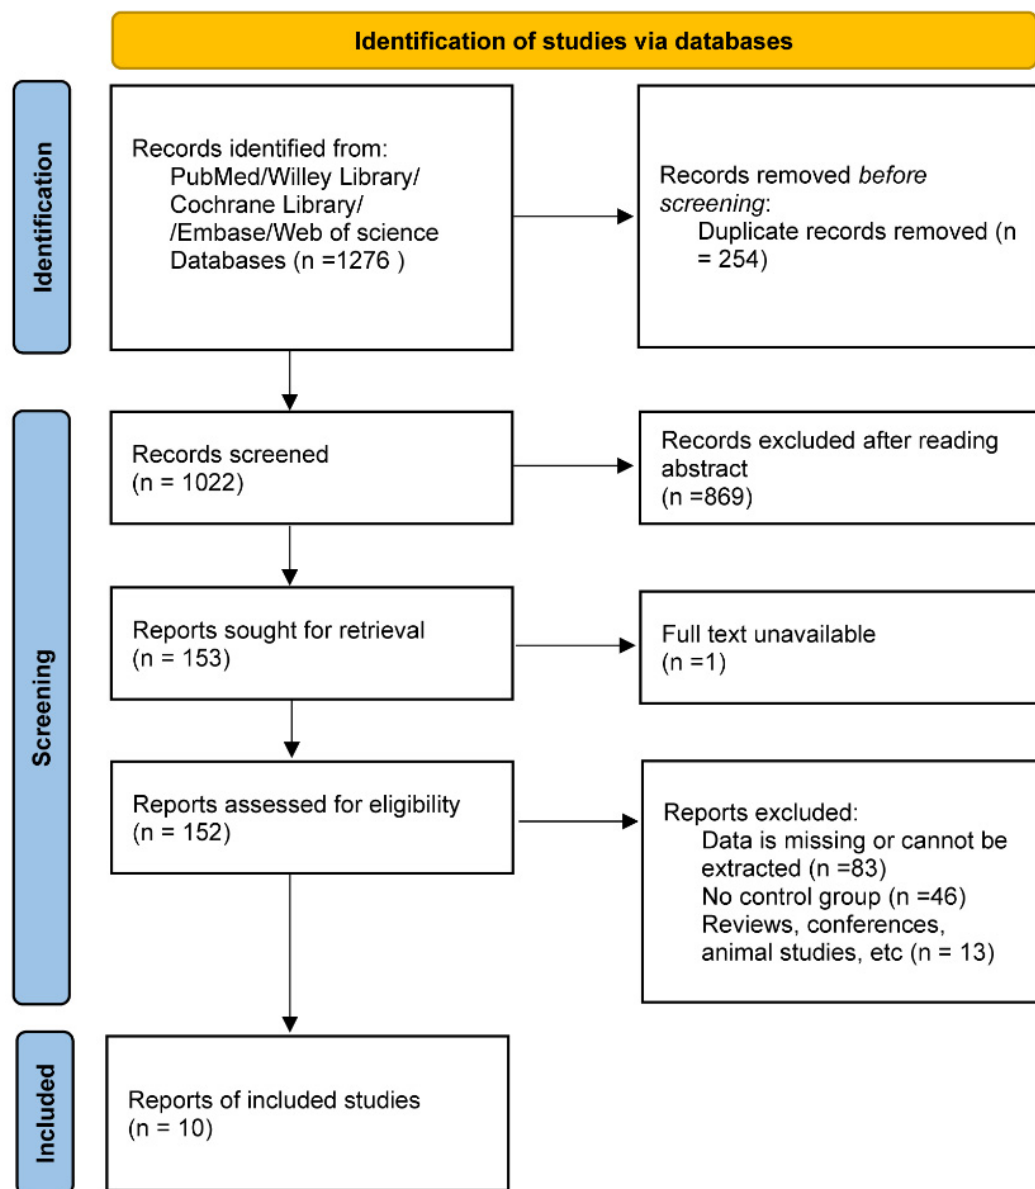 Identification of studies via databases
Identification
Records identified from:
PubMed/Willey Library/
Cochrane Library/
/Embase/Web of science
Databases (n =1276 )
Records removed before
screening:
Duplicate records removed (n
= 254)
Screening
Records screened
(n = 1022)
Records excluded after reading
abstract
(n =869)
Reports sought for retrieval
(n = 153)
Full text unavailable
(n =1)
Reports assessed for eligibility
(n = 152)
Reports excluded:
Data is missing or cannot be
extracted (n =83)
No control group (n =46)
Reviews, conferences,
animal studies, etc (n = 13)
Included
Reports of included studies
(n = 10)